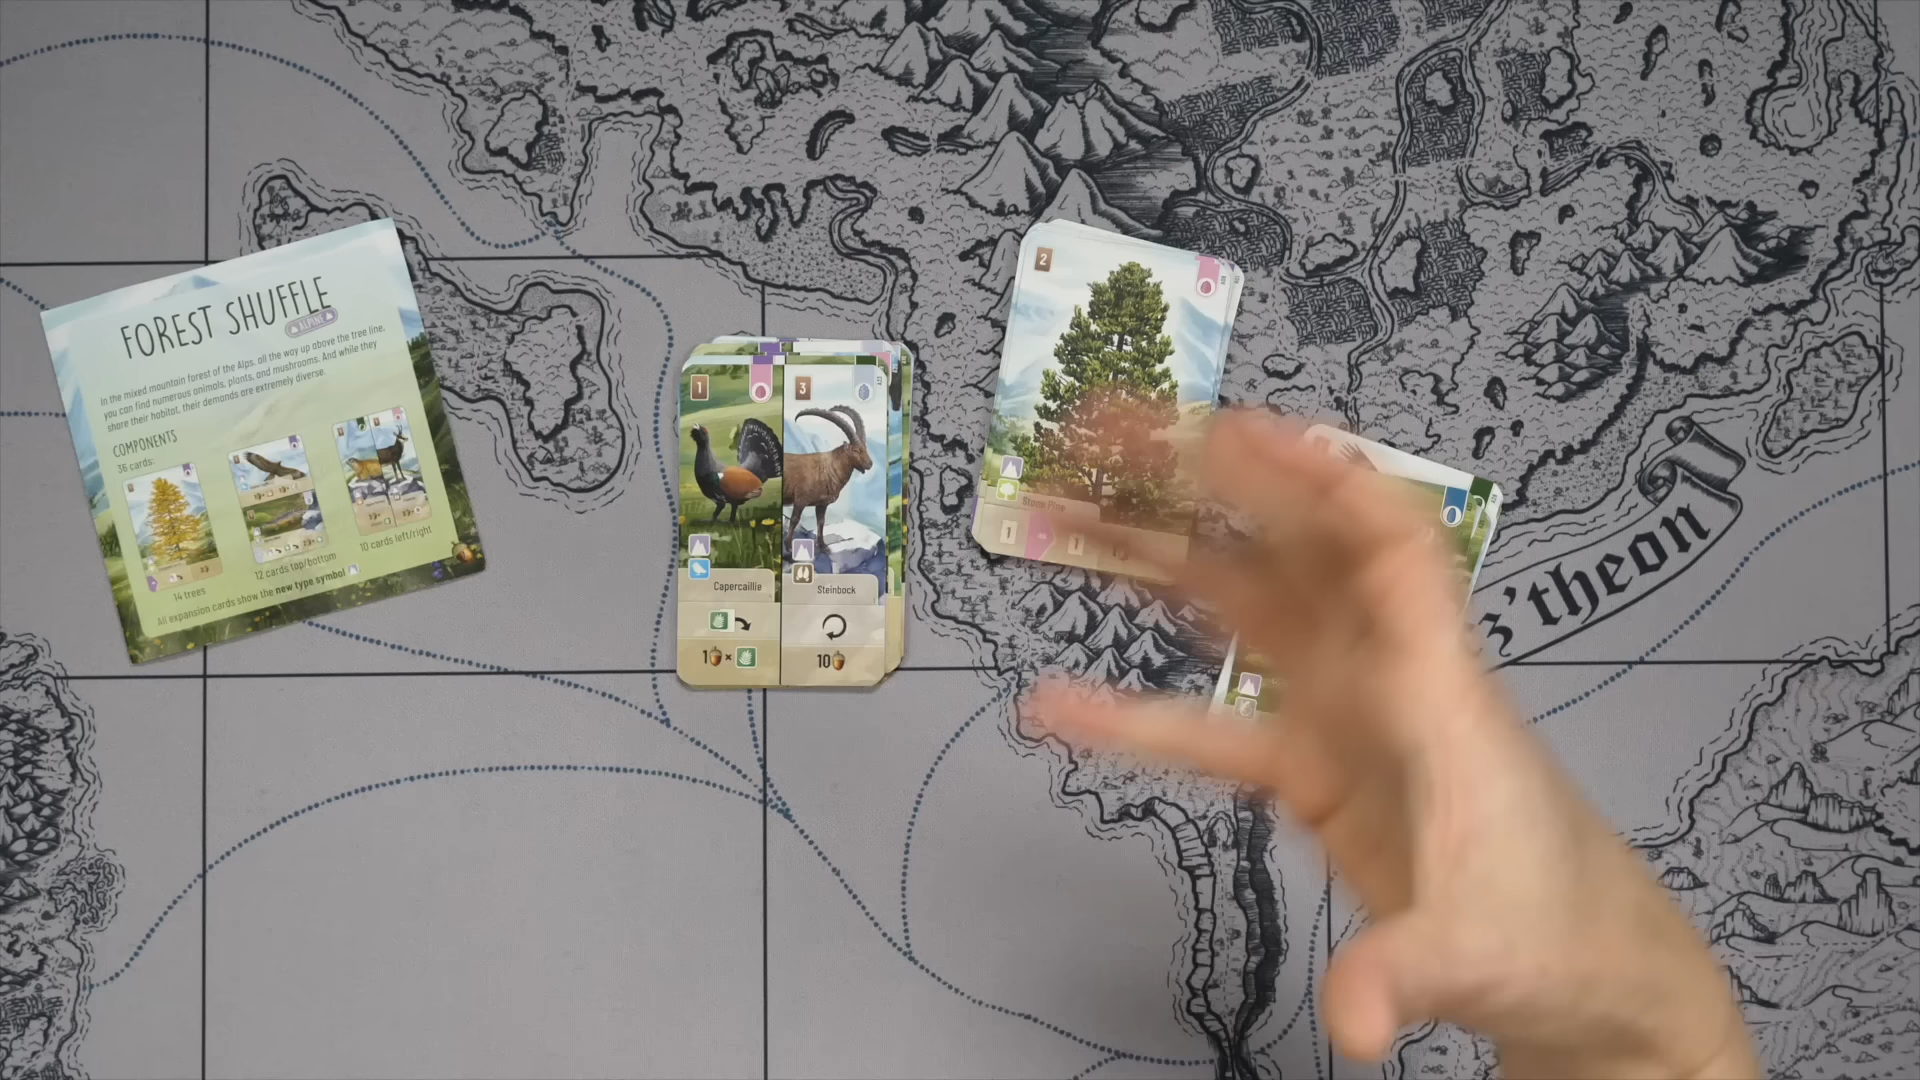 FOREST SHUFFLE
ALPINE
In the mixed mountain forest of the Alps, all the way up above the tree line,
you can find numerous animals, plants, and mushrooms. And while they
share their habitat, their demands are extremely diverse.
COMPONENTS
36 cards:
14 trees
12 cards top/bottom
10 cards left/right
All expansion cards show the new type symbol
1
3
Capercaillie
Steinbock
1 ×
10
2
Stone Pine
1
1
z'theon